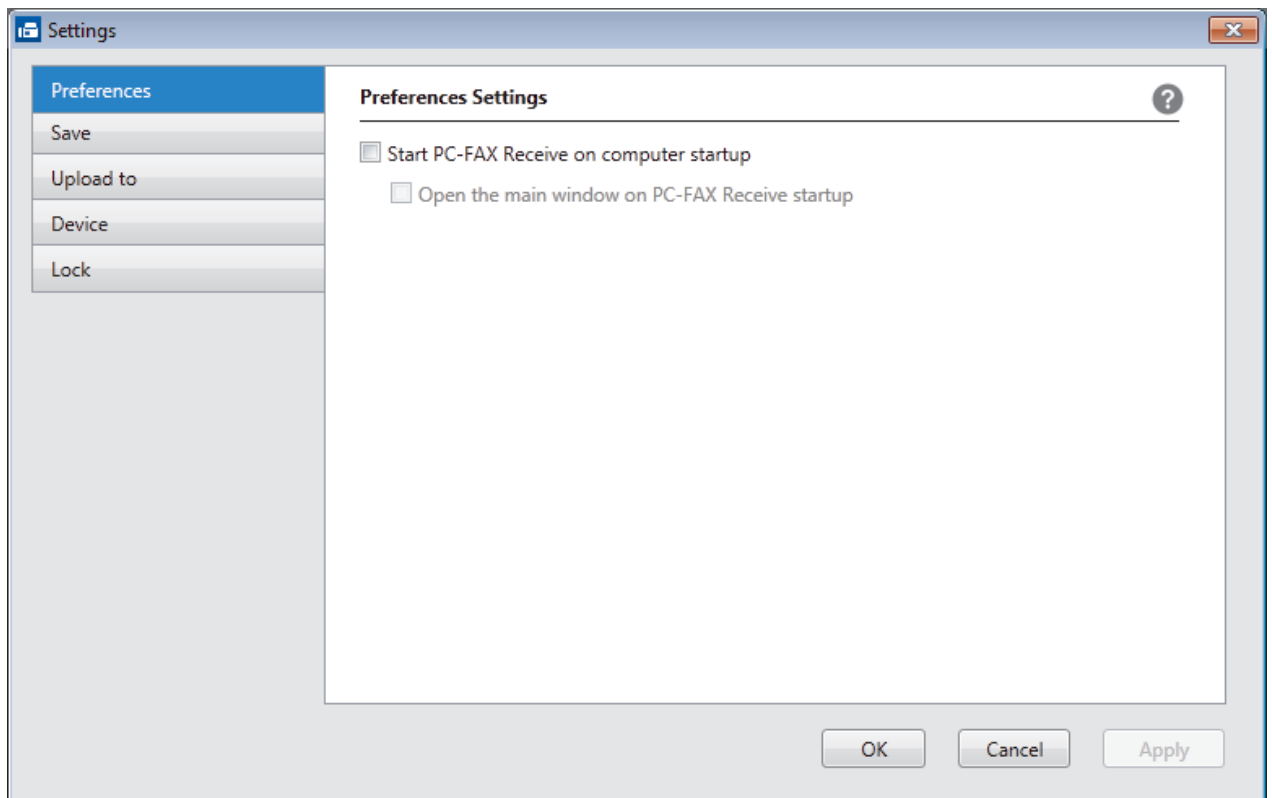 Settings
Preferences
Save
Upload to
Device
Lock
Preferences Settings
?
Start PC-FAX Receive on computer startup
Open the main window on PC-FAX Receive startup
OK
Cancel
Apply